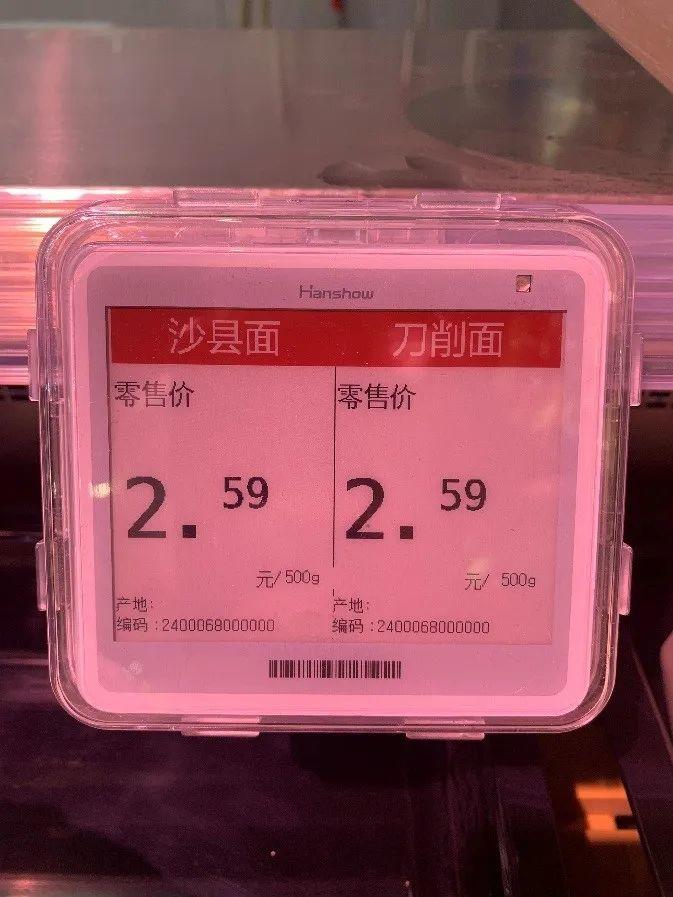 Hanshow
沙县面 刀削面
零售价 零售价
2.59 2.59
元/500g 元/ 500g
产地: 产地:
编码:2400068000000 编码:2400068000000